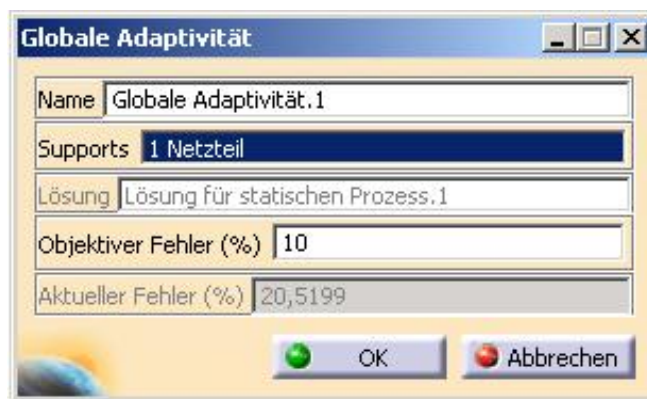 Globale Adaptivität
Name Globale Adaptivität.1
Supports 1 Netzteil
Lösung Lösung für statischen Prozess.1
Objektiver Fehler (%) 10
Aktueller Fehler (%) 20,5199
OK Abbrechen